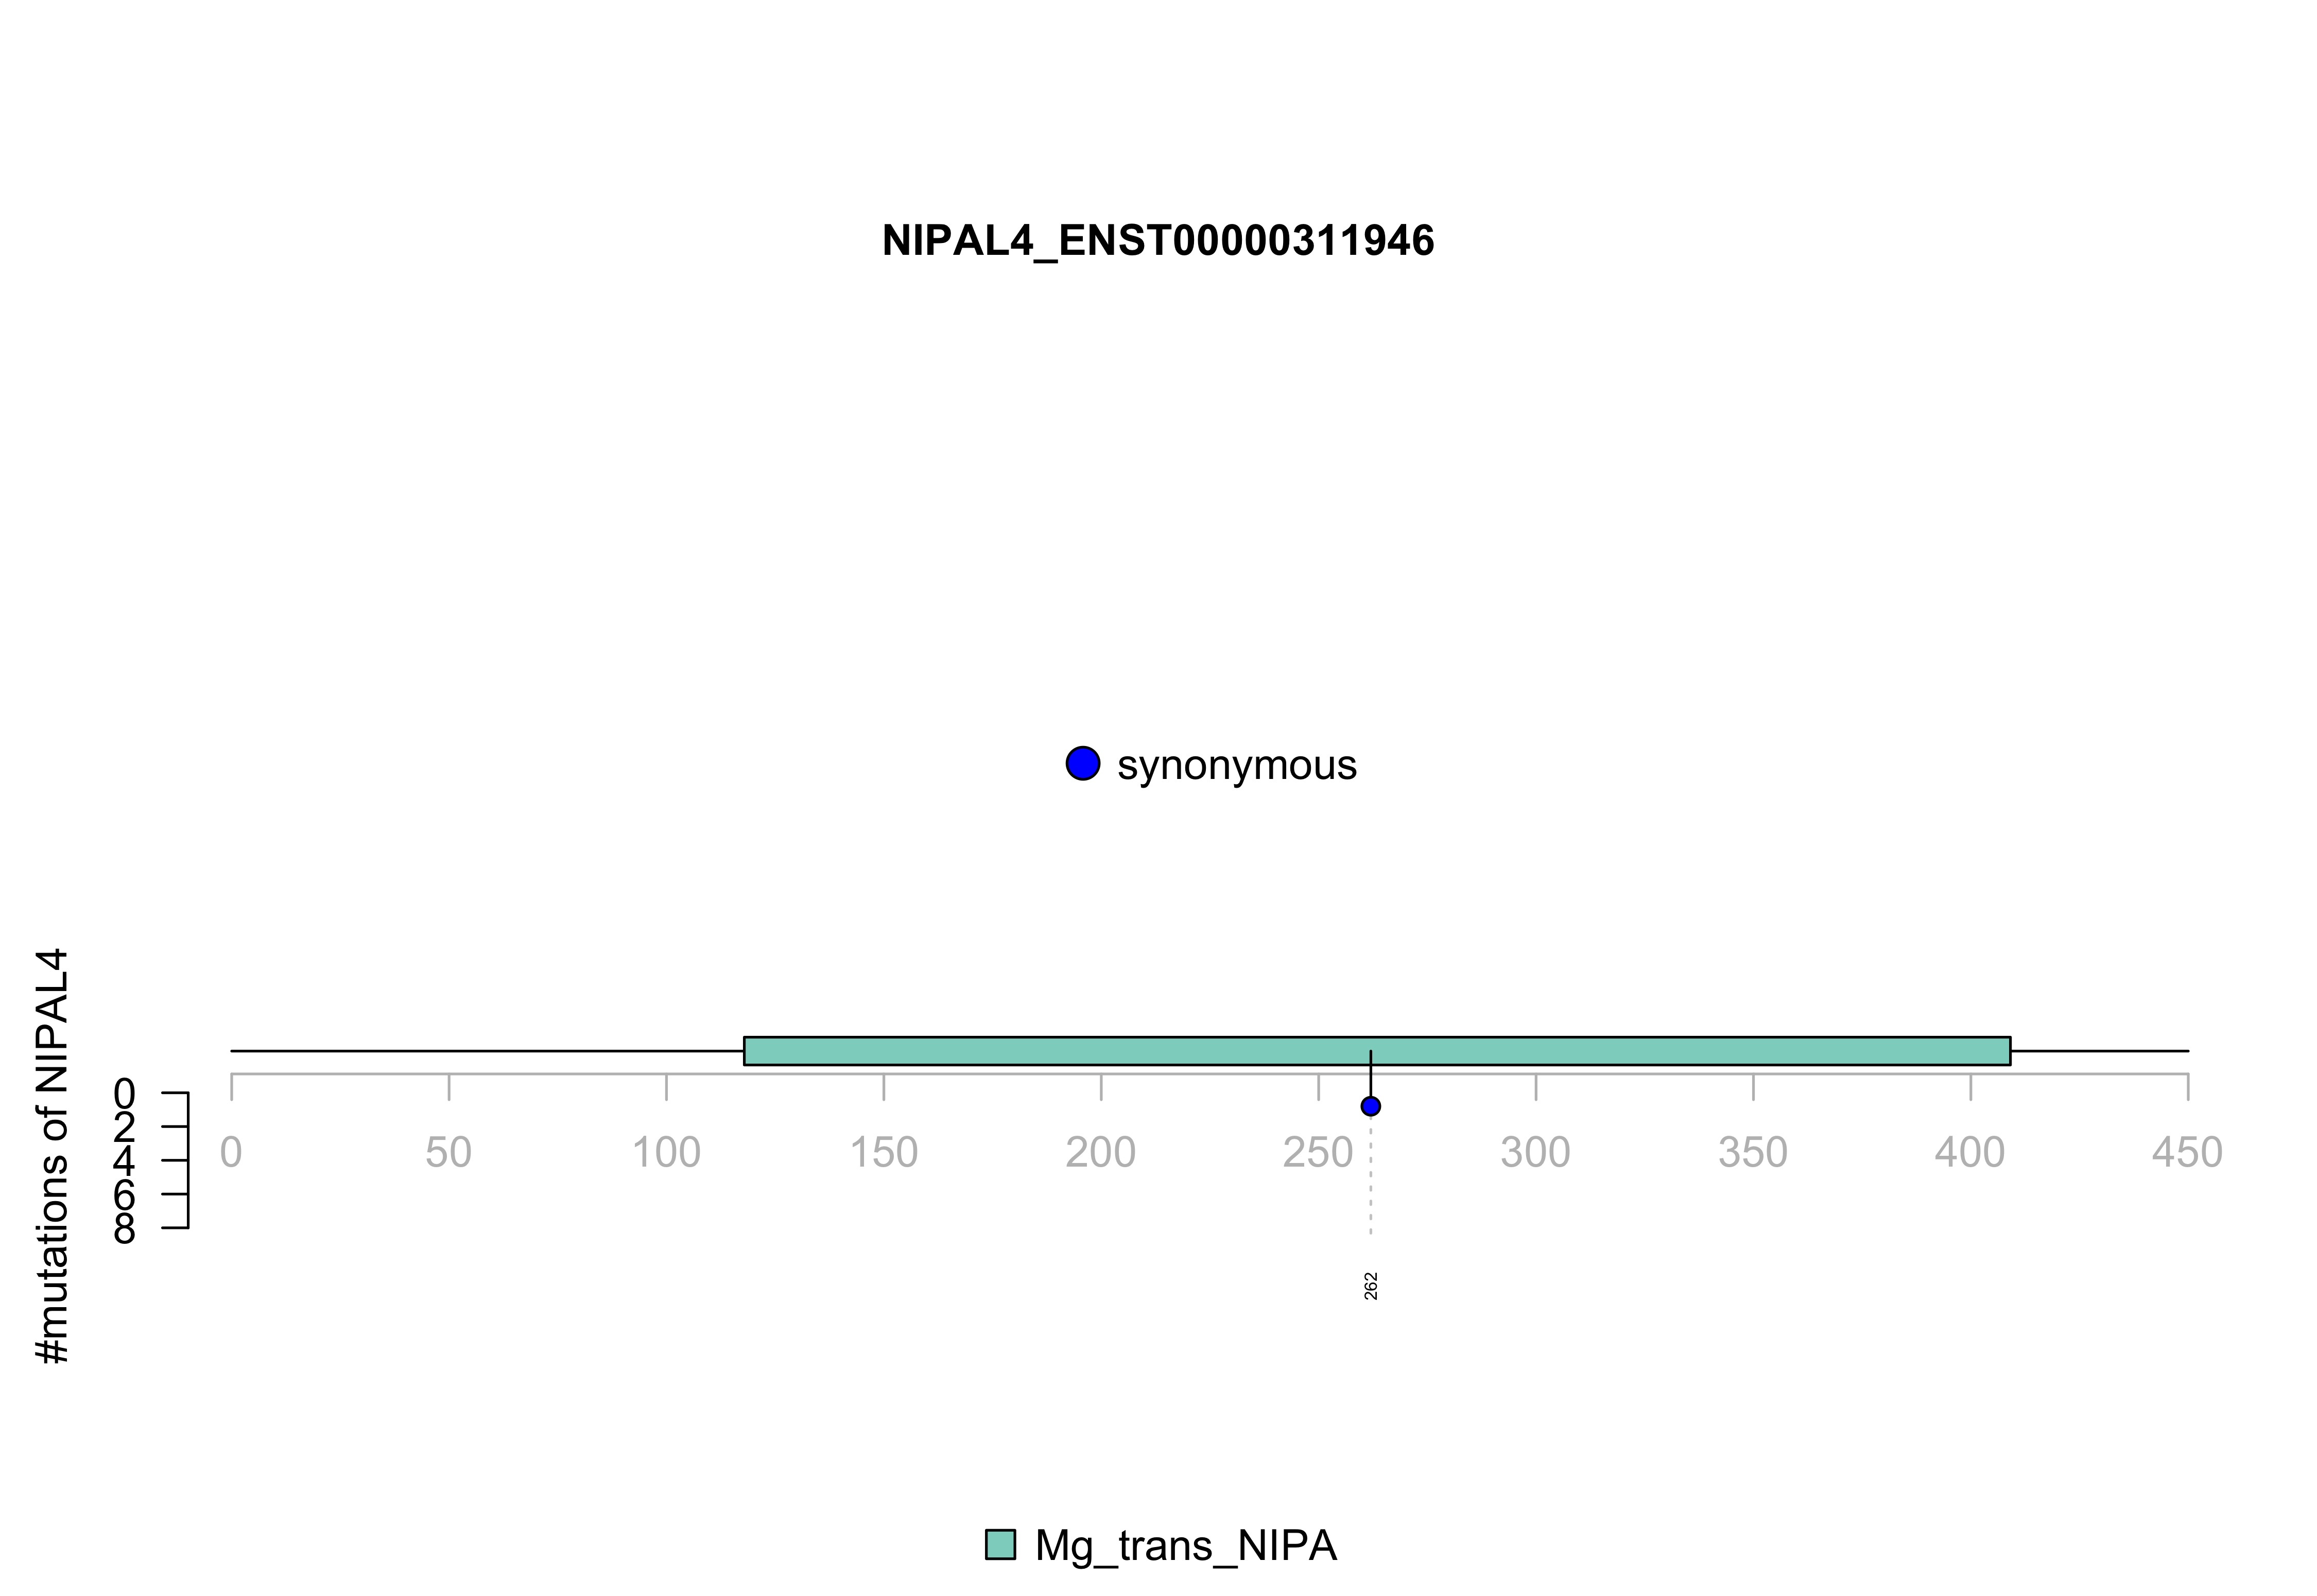 NIPAL4_ENST00000311946
synonymous
#mutations of NIPAL4
0
2
4
6
8
0 50 100 150 200 250 300 350 400 450
262
Mg_trans_NIPA